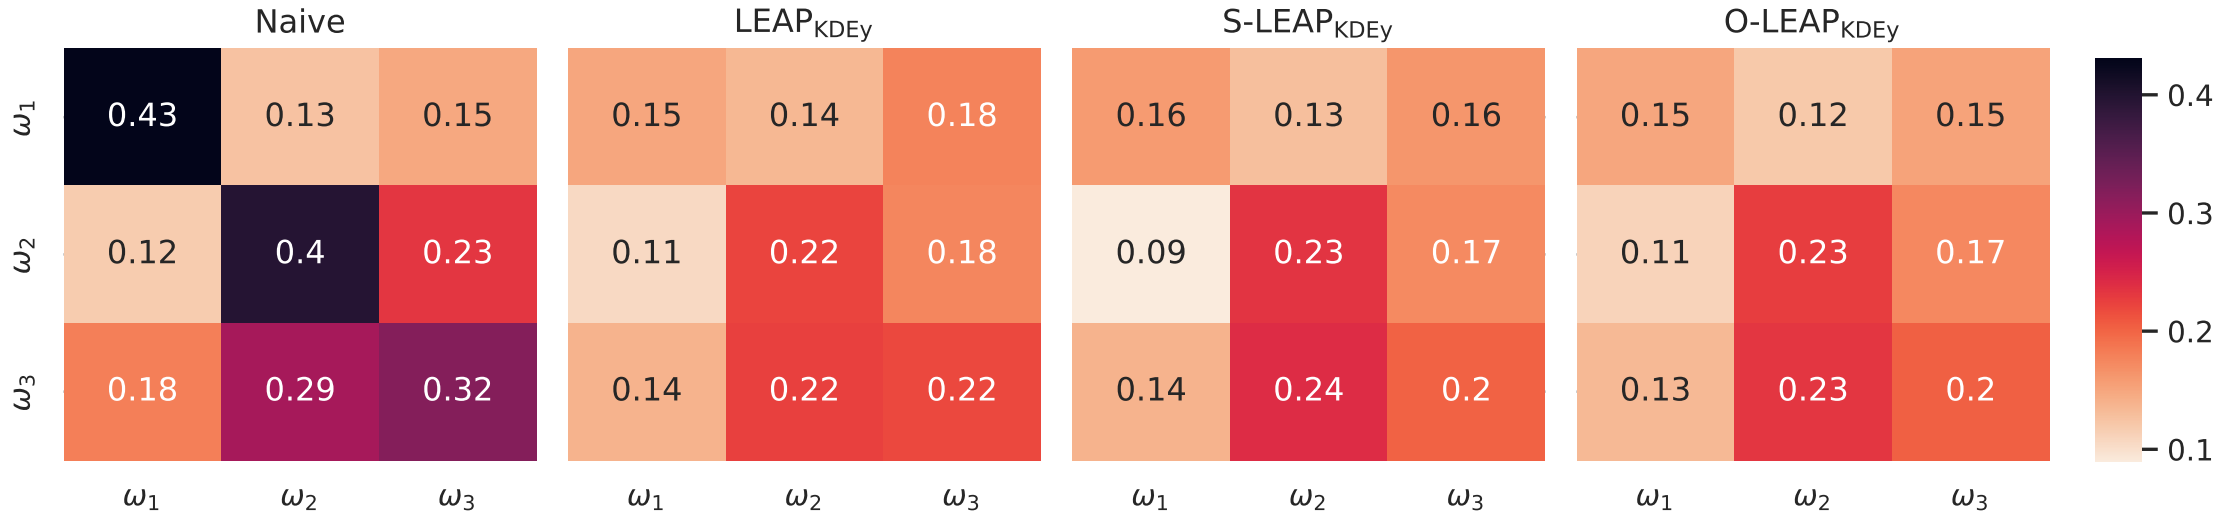 Naive LEAP_KDEy S-LEAP_KDEy O-LEAP_KDEy
ω₁ 0.43 0.13 0.15 0.15 0.14 0.18 0.16 0.13 0.16 0.15 0.12 0.15 0.4
0.3
ω₂ 0.12 0.4 0.23 0.11 0.22 0.18 0.09 0.23 0.17 0.11 0.23 0.17
0.2
ω₃ 0.18 0.29 0.32 0.14 0.22 0.22 0.14 0.24 0.2 0.13 0.23 0.2
0.1
ω₁ ω₂ ω₃ ω₁ ω₂ ω₃ ω₁ ω₂ ω₃ ω₁ ω₂ ω₃